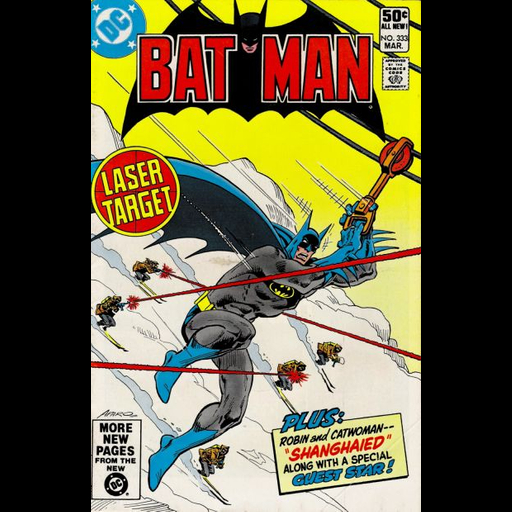 DC
50¢
ALL NEW!
NO. 333
MAR.
APPROVED
BY THE
COMICS
CODE
AUTHORITY
BATMAN
LASER
TARGET
PLUS:
ROBIN and CATWOMAN--
"SHANGHAIED"
ALONG WITH A SPECIAL
GUEST STAR!
MORE
NEW
PAGES
FROM THE
NEW
DC